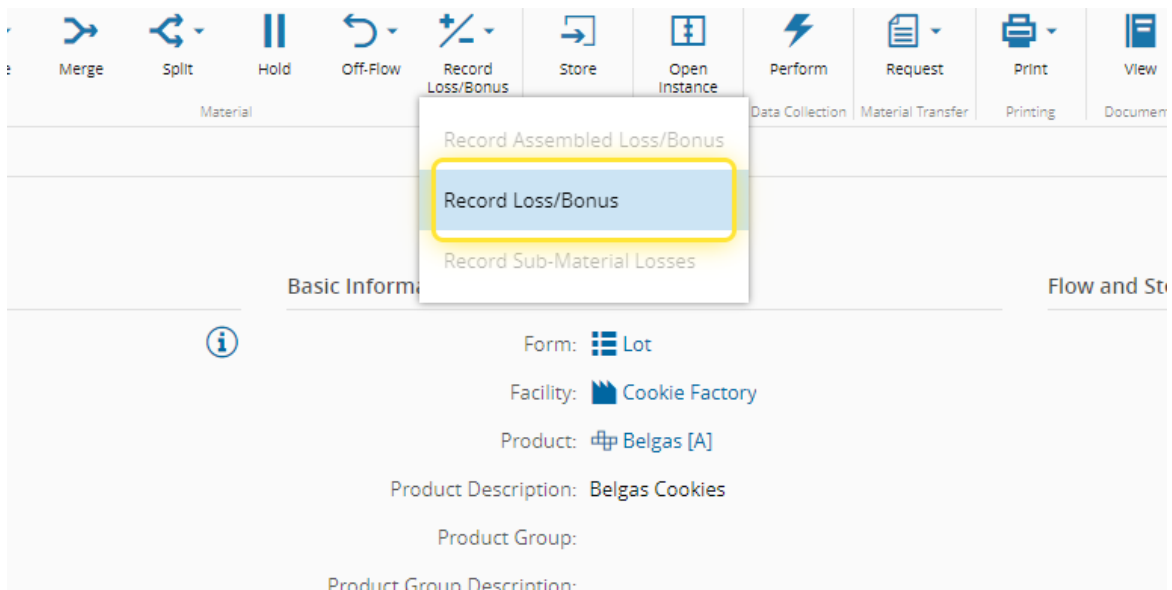 Merge
Split
Hold
Off-Flow
Record
Loss/Bonus
Store
Open
Instance
Perform
Request
Print
View
Material
Data Collection
Material Transfer
Printing
Record Assembled Loss/Bonus
Record Loss/Bonus
Record Sub-Material Losses
Basic
Flow and
Form: Lot
Facility: Cookie Factory
Product: Belgas [A]
Product Description: Belgas Cookies
Product Group:
Product Group Description: